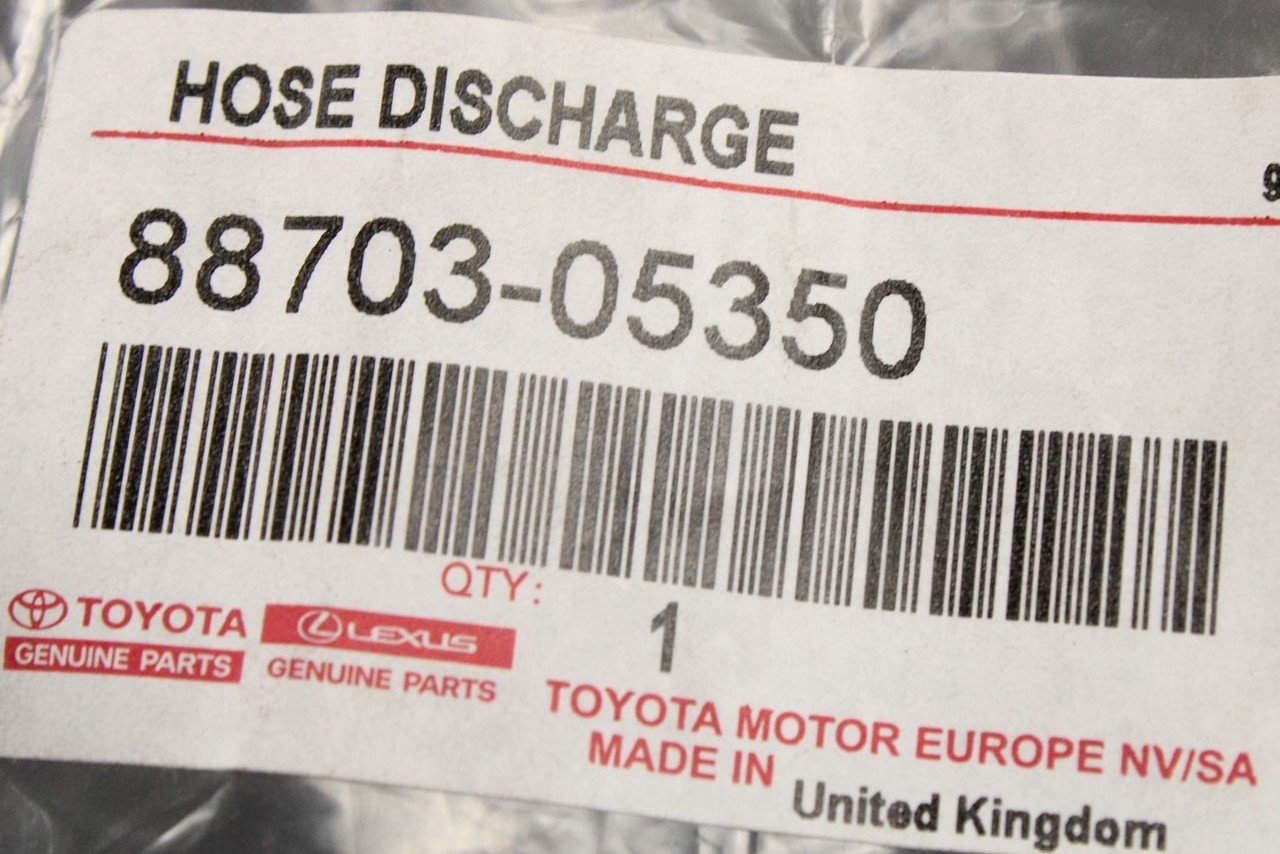 HOSE DISCHARGE
9
88703-05350
QTY:
1
TOYOTA
GENUINE PARTS
LEXUS
GENUINE PARTS
TOYOTA MOTOR EUROPE NV/SA
MADE IN United Kingdom